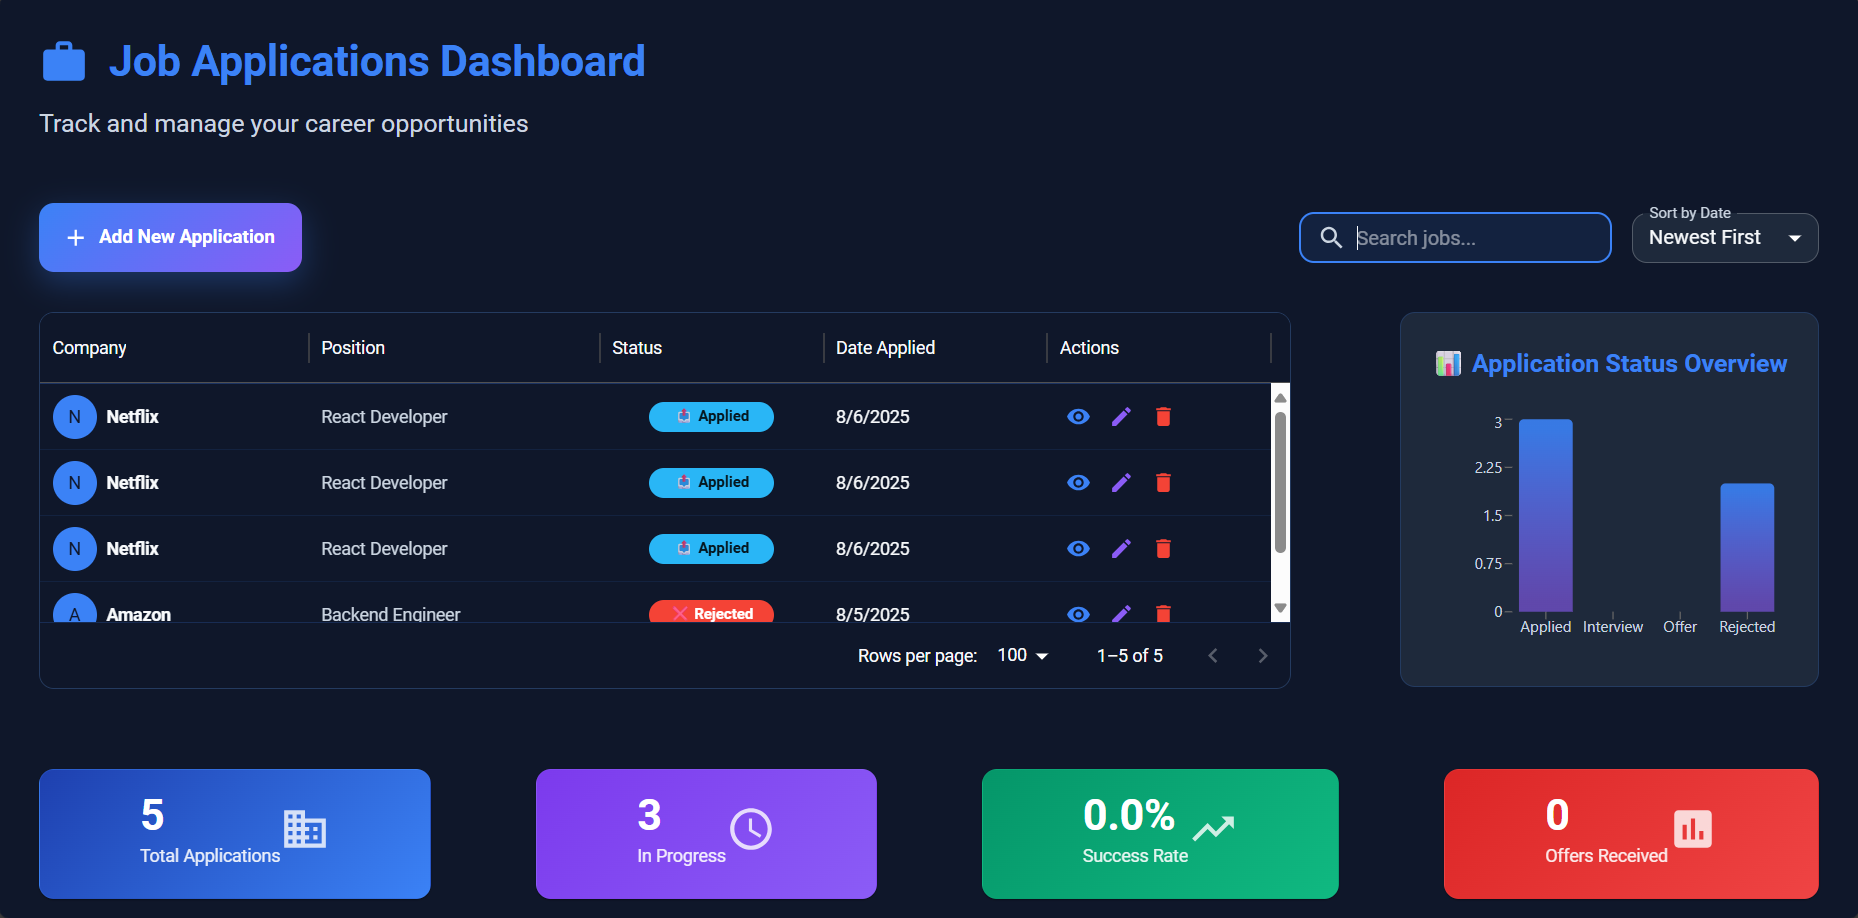 Job Applications Dashboard
Track and manage your career opportunities
Add New Application
Search jobs...
Sort by Date
Newest First
Company Position Status Date Applied Actions
N Netflix React Developer Applied 8/6/2025
N Netflix React Developer Applied 8/6/2025
N Netflix React Developer Applied 8/6/2025
A Amazon Backend Engineer Rejected 8/5/2025
Rows per page: 100 1–5 of 5
Application Status Overview
3
2.25
1.5
0.75
0
Applied Interview Offer Rejected
5
Total Applications
3
In Progress
0.0%
Success Rate
0
Offers Received